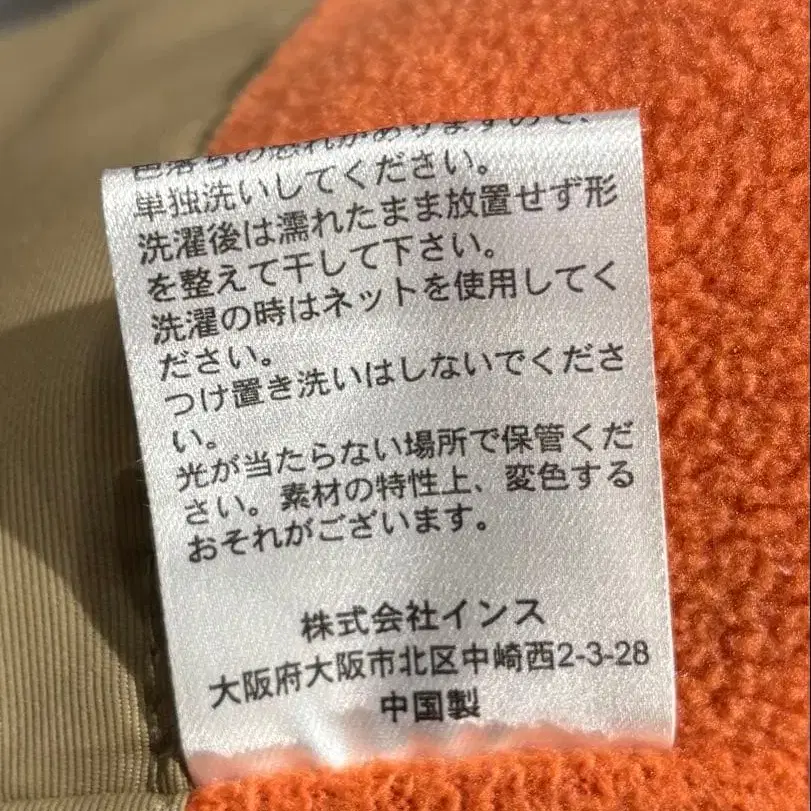 色落ちの恐れがありますので、
単独洗いしてください。
洗濯後は濡れたまま放置せず形
を整えて干して下さい。
洗濯の時はネットを使用してく
ださい。
つけ置き洗いはしないでくださ
い。
光が当たらない場所で保管くだ
さい。素材の特性上、変色する
おそれがございます。
株式会社インス
大阪府大阪市北区中崎西2-3-28
中国製